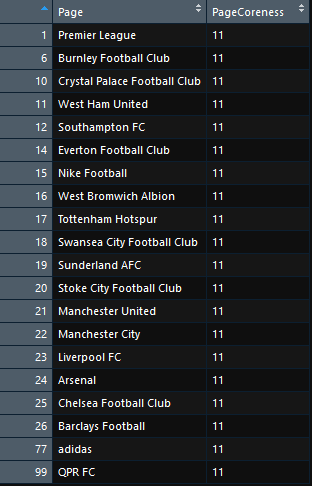 Page PageCoreness
1 Premier League 11
6 Burnley Football Club 11
10 Crystal Palace Football Club 11
11 West Ham United 11
12 Southampton FC 11
14 Everton Football Club 11
15 Nike Football 11
16 West Bromwich Albion 11
17 Tottenham Hotspur 11
18 Swansea City Football Club 11
19 Sunderland AFC 11
20 Stoke City Football Club 11
21 Manchester United 11
22 Manchester City 11
23 Liverpool FC 11
24 Arsenal 11
25 Chelsea Football Club 11
26 Barclays Football 11
77 adidas 11
99 QPR FC 11